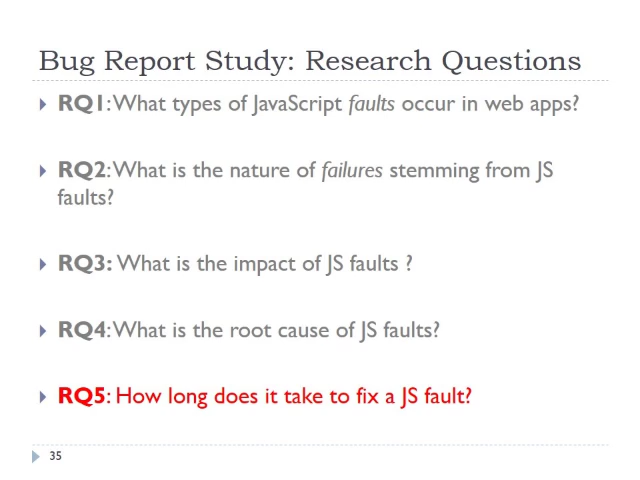 Bug Report Study: Research Questions
RQ1: What types of JavaScript faults occur in web apps?
RQ2: What is the nature of failures stemming from JS
faults?
RQ3: What is the impact of JS faults ?
RQ4: What is the root cause of JS faults?
RQ5: How long does it take to fix a JS fault?
35